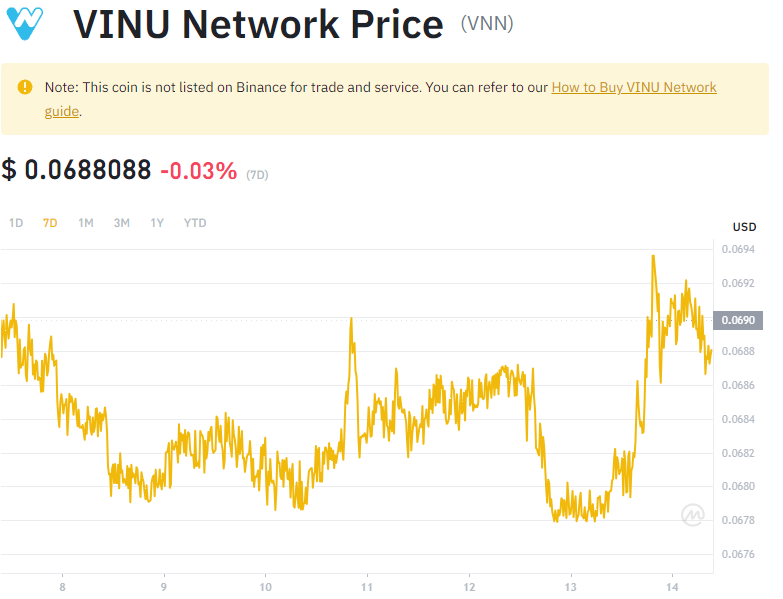 VINU Network Price (VNN)
Note: This coin is not listed on Binance for trade and service. You can refer to our How to Buy VINU Network
guide.
$ 0.0688088 -0.03% (7D)
1D 7D 1M 3M 1Y YTD
USD
0.0694
0.0692
0.0690
0.0688
0.0686
0.0684
0.0682
0.0680
0.0678
0.0676
8 9 10 11 12 13 14